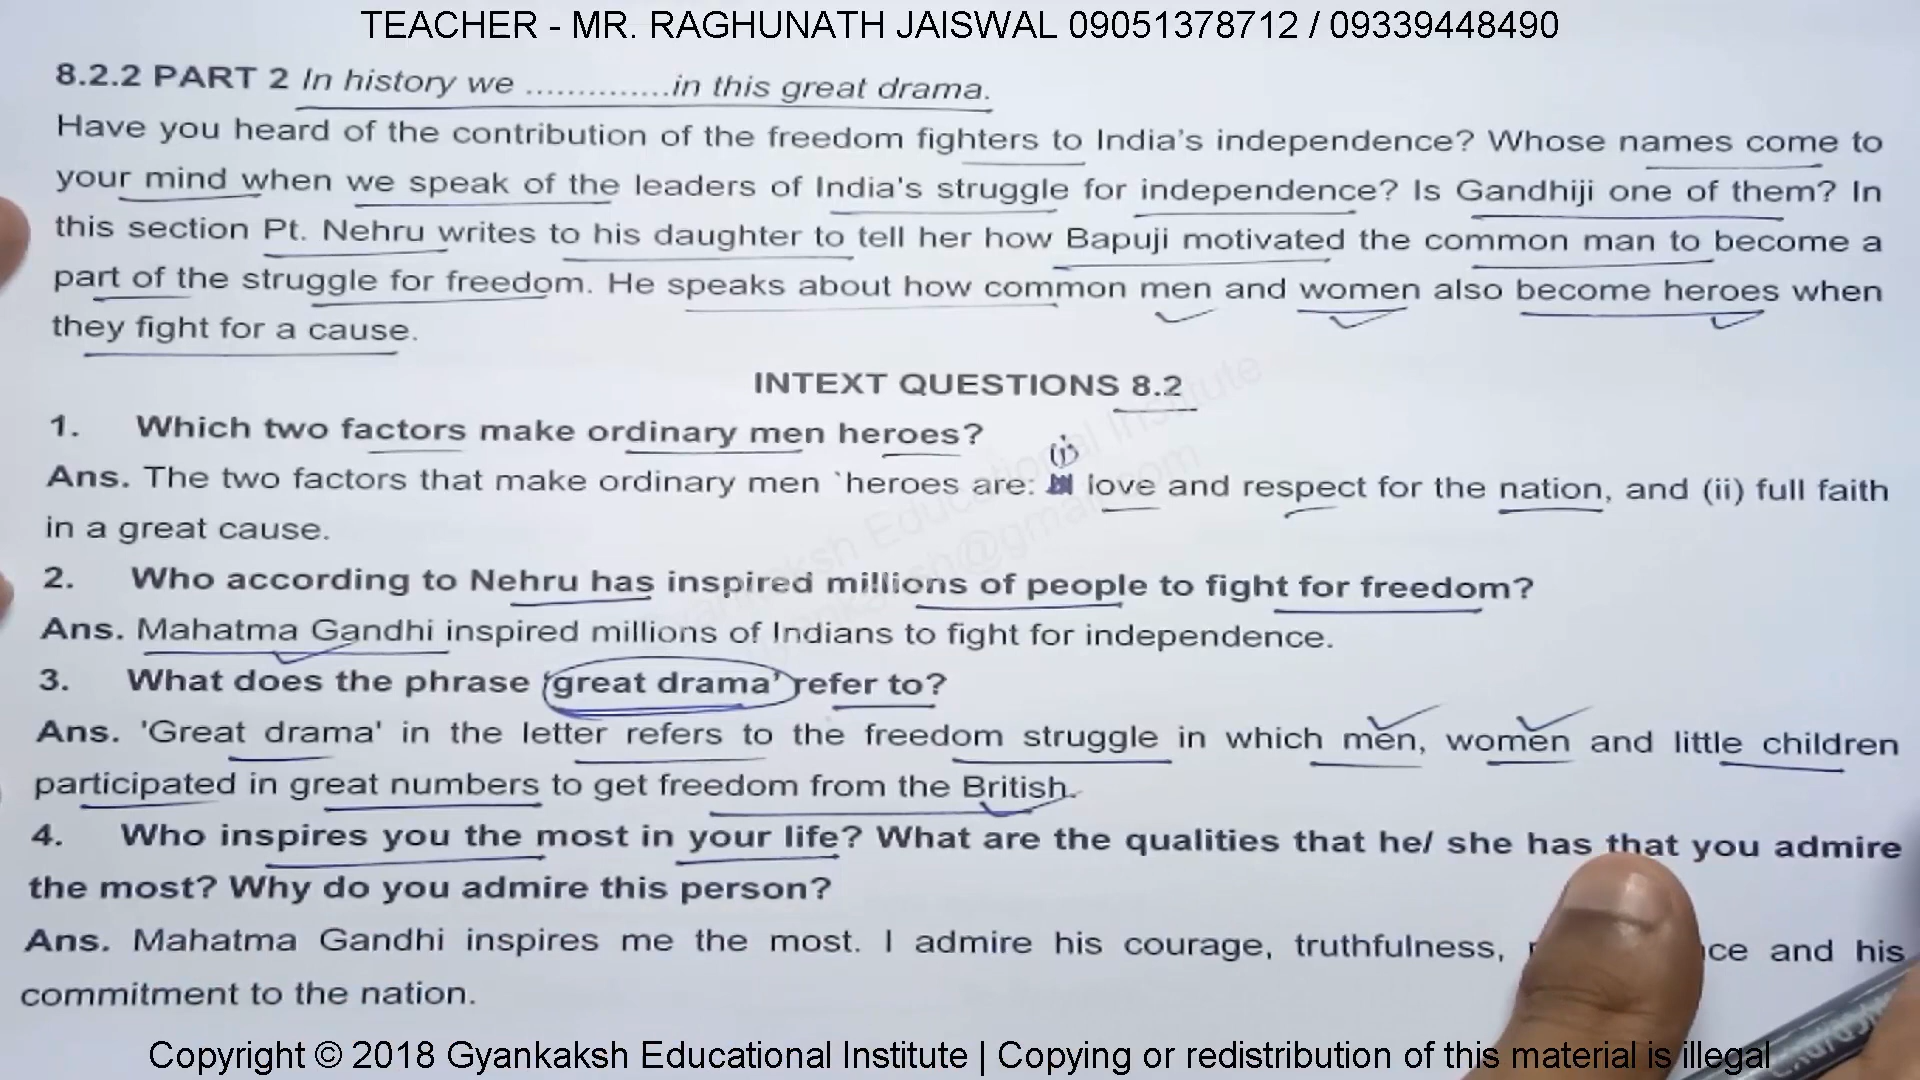 TEACHER - MR. RAGHUNATH JAISWAL 09051378712 / 09339448490
8.2.2 PART 2 In history we ..............in this great drama.
Have you heard of the contribution of the freedom fighters to India's independence? Whose names come to
your mind when we speak of the leaders of India's struggle for independence? Is Gandhiji one of them? In
this section Pt. Nehru writes to his daughter to tell her how Bapuji motivated the common man to become a
part of the struggle for freedom. He speaks about how common men and women also become heroes when
they fight for a cause.
INTEXT QUESTIONS 8.2
1. Which two factors make ordinary men heroes?
(i)
Ans. The two factors that make ordinary men `heroes are: love and respect for the nation, and (ii) full faith
in a great cause.
2. Who according to Nehru has inspired millions of people to fight for freedom?
Ans. Mahatma Gandhi inspired millions of Indians to fight for independence.
3. What does the phrase 'great drama' refer to?
Ans. 'Great drama' in the letter refers to the freedom struggle in which men, women and little children
participated in great numbers to get freedom from the British.
4. Who inspires you the most in your life? What are the qualities that he/ she has that you admire
the most? Why do you admire this person?
Ans. Mahatma Gandhi inspires me the most. I admire his courage, truthfulness, and his
commitment to the nation.
Copyright © 2018 Gyankaksh Educational Institute | Copying or redistribution of this material is illegal